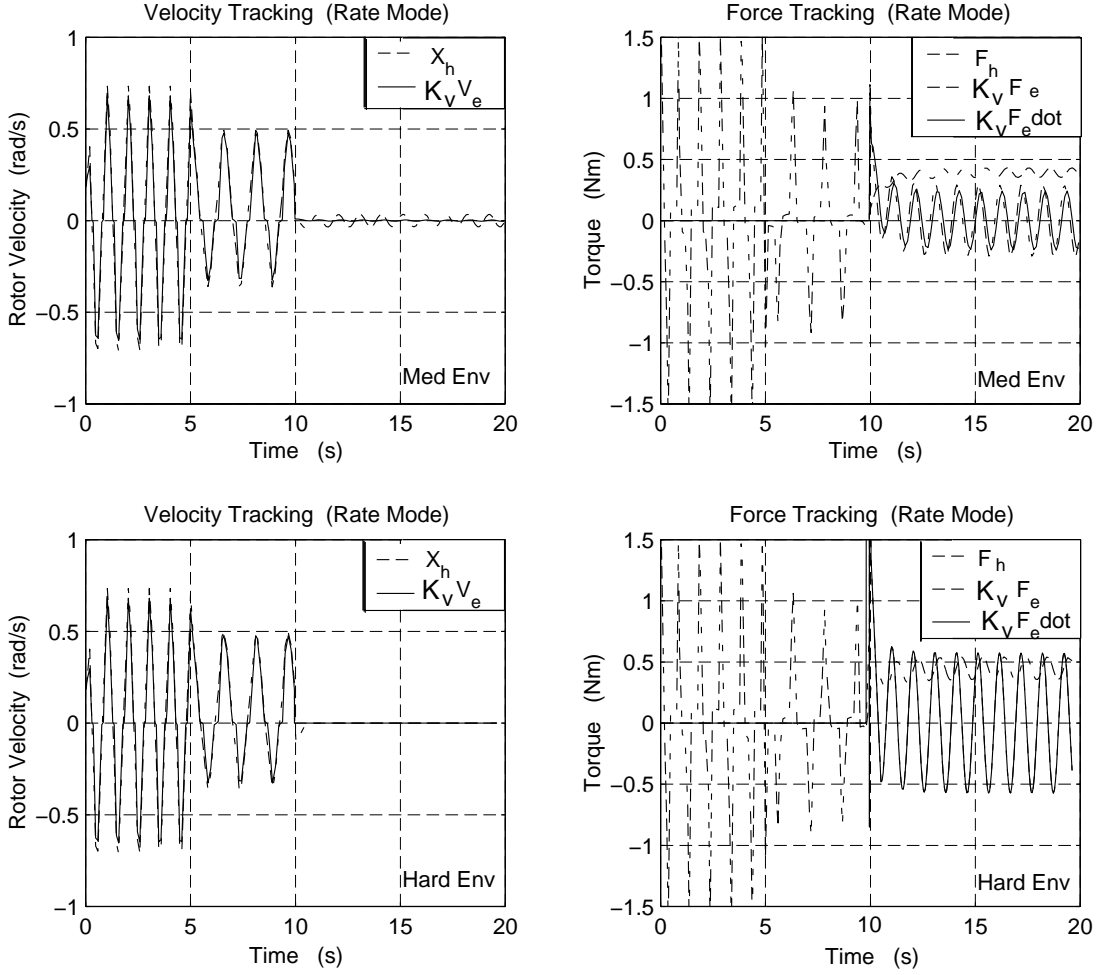 Velocity Tracking (Rate Mode)
1
0.5
0
−0.5
−1
Rotor Velocity (rad/s)
X_h
K_v V_e
Med Env
0 5 10 15 20
Time (s)
Force Tracking (Rate Mode)
1.5
1
0.5
0
−0.5
−1
−1.5
Torque (Nm)
F_h
K_v F_e
K_v F_e dot
Med Env
0 5 10 15 20
Time (s)
Velocity Tracking (Rate Mode)
1
0.5
0
−0.5
−1
Rotor Velocity (rad/s)
X_h
K_v V_e
Hard Env
0 5 10 15 20
Time (s)
Force Tracking (Rate Mode)
1.5
1
0.5
0
−0.5
−1
−1.5
Torque (Nm)
F_h
K_v F_e
K_v F_e dot
Hard Env
0 5 10 15 20
Time (s)